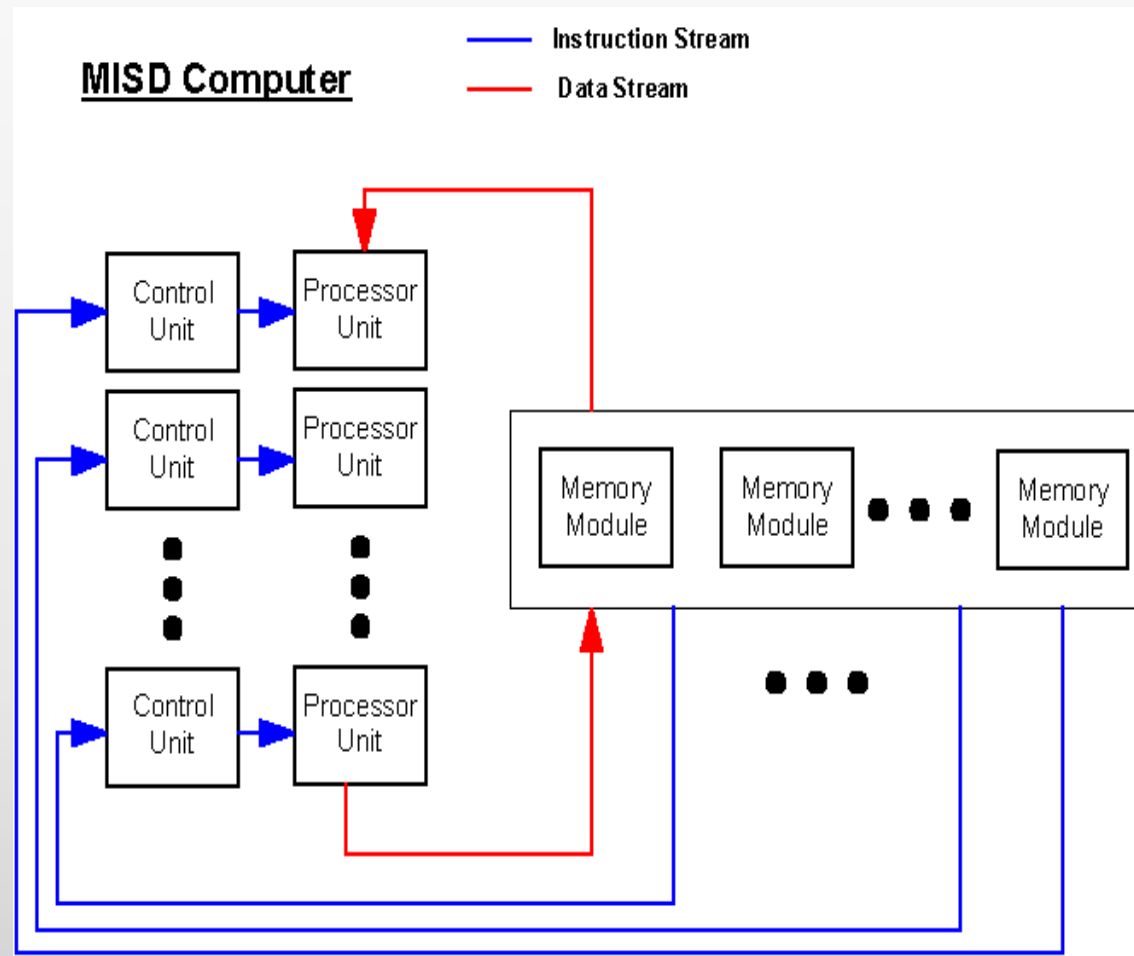 MISD Computer
Instruction Stream
Data Stream
Control
Unit
Processor
Unit
Control
Unit
Processor
Unit
Memory
Module
Memory
Module
Memory
Module
Control
Unit
Processor
Unit